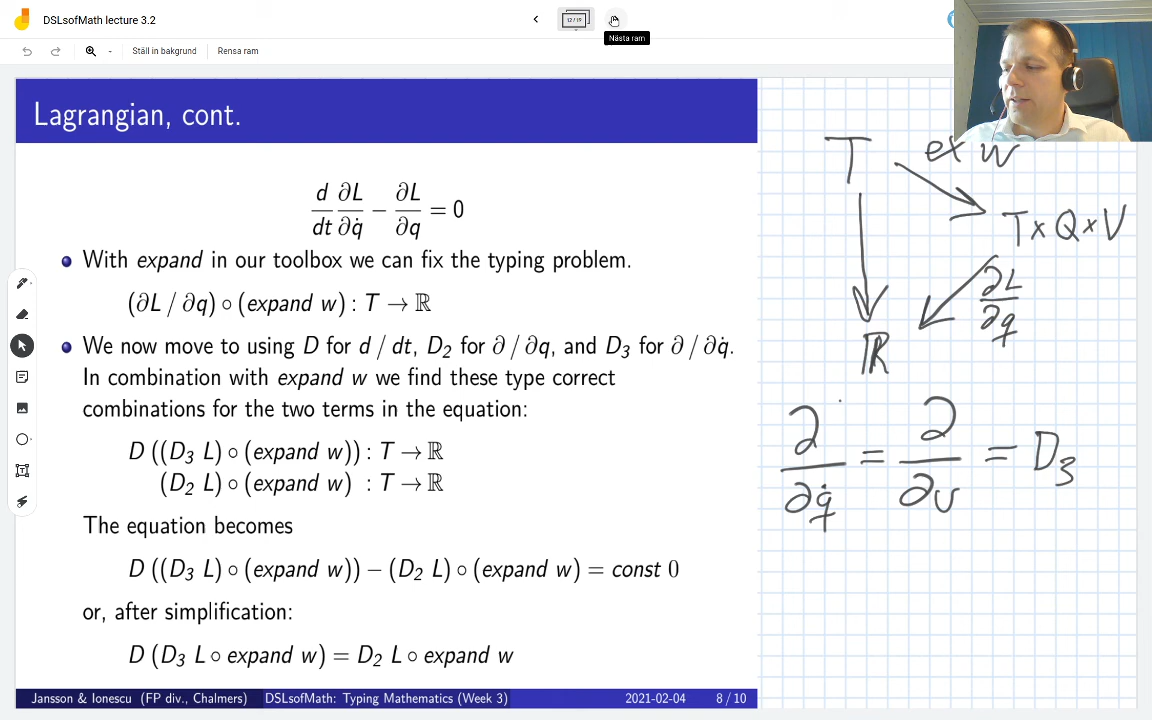 DSLsofMath lecture 3.2
12 / 19
Nästa ram
Ställ in bakgrund
Rensa ram
Lagrangian, cont.
d/dt ∂L/∂q̇ − ∂L/∂q = 0
• With expand in our toolbox we can fix the typing problem.
(∂L / ∂q) ∘ (expand w) : T → ℝ
• We now move to using D for d / dt, D₂ for ∂ / ∂q, and D₃ for ∂ / ∂q̇.
In combination with expand w we find these type correct
combinations for the two terms in the equation:
D ((D₃ L) ∘ (expand w)) : T → ℝ
(D₂ L) ∘ (expand w) : T → ℝ
The equation becomes
D ((D₃ L) ∘ (expand w)) − (D₂ L) ∘ (expand w) = const 0
or, after simplification:
D (D₃ L ∘ expand w) = D₂ L ∘ expand w
Jansson & Ionescu (FP div., Chalmers) DSLsofMath: Typing Mathematics (Week 3) 2021-02-04 8 / 10
T ex w
T × Q × V
∂L/∂q
ℝ
∂/∂q̇ = ∂/∂v = D₃